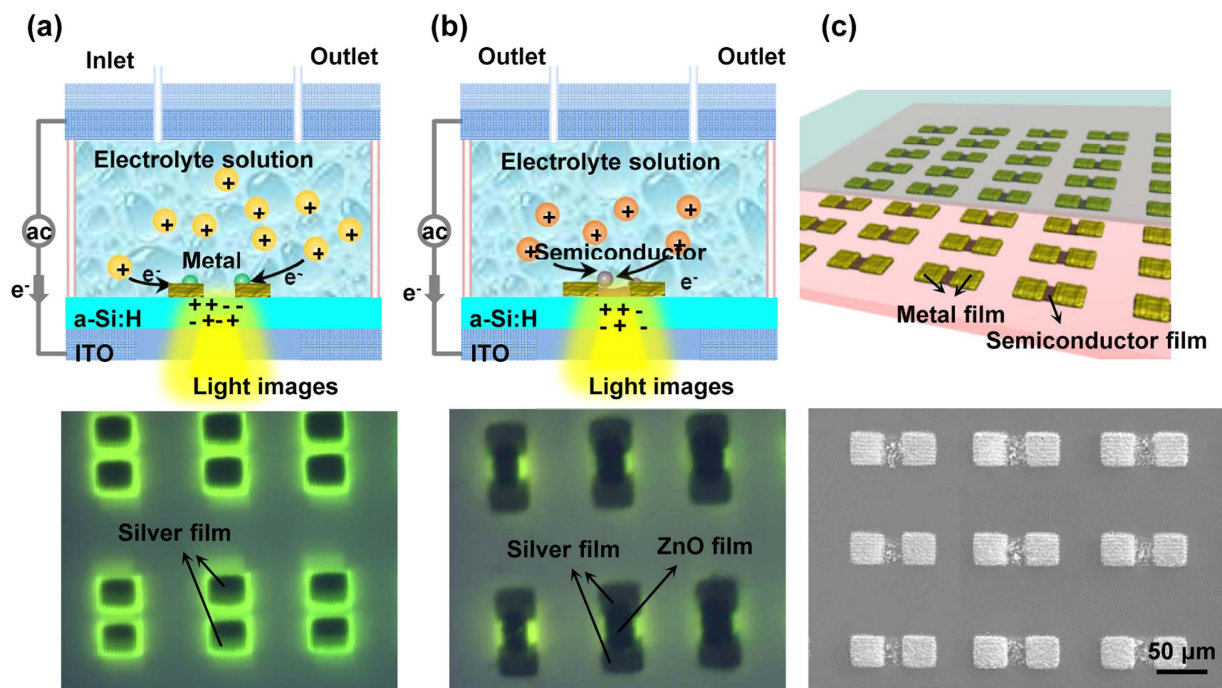 (a)
Inlet
Outlet
Electrolyte solution
+
+
+
+
+
+
+
+
+
ac
Metal
e-
e-
e-
+ + - -
- + - +
a-Si:H
ITO
Light images
Silver film
(b)
Outlet
Outlet
Electrolyte solution
+
+
+
+
+
+
ac
Semiconductor
e-
e-
+ + -
- + -
a-Si:H
ITO
Light images
Silver film
ZnO film
(c)
Metal film
Semiconductor film
50 μm